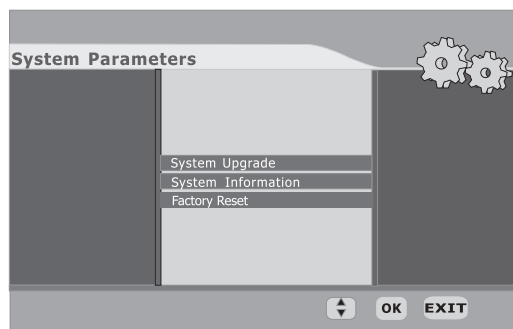 System Parameters
System Upgrade
System Information
Factory Reset
OK EXIT